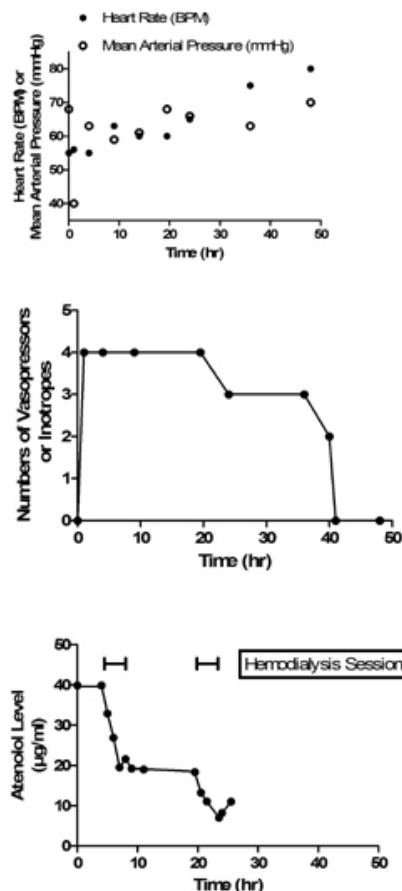 Heart Rate (BPM)
Mean Arterial Pressure (mmHg)
Heart Rate (BPM) or
Mean Arterial Pressure (mmHg)
80
70
60
50
40
0 10 20 30 40 50
Time (hr)
Numbers of Vasopressors
or Inotropes
5
4
3
2
1
0
0 10 20 30 40 50
Time (hr)
Atenolol Level
(µg/ml)
50
40
30
20
10
0
Hemodialysis Session
0 10 20 30 40 50
Time (hr)